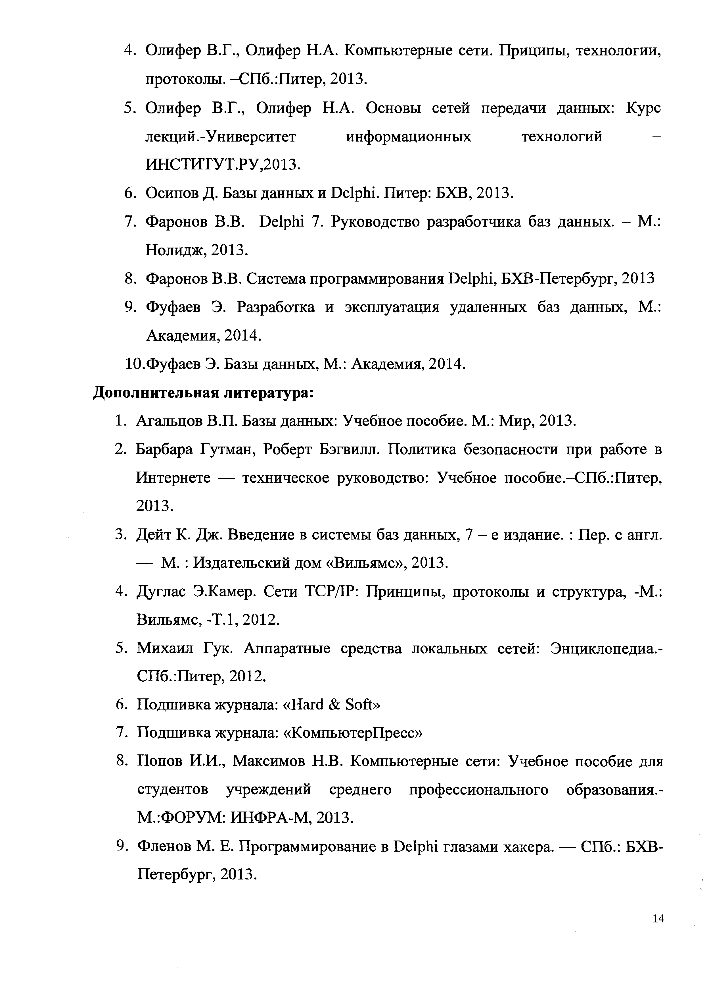 4. Олифер В.Г., Олифер Н.А. Компьютерные сети. Приципы, технологии,
протоколы. –СПб.:Питер, 2013.
5. Олифер В.Г., Олифер Н.А. Основы сетей передачи данных: Курс
лекций.-Университет информационных технологий –
ИНСТИТУТ.РУ,2013.
6. Осипов Д. Базы данных и Delphi. Питер: БХВ, 2013.
7. Фаронов В.В. Delphi 7. Руководство разработчика баз данных. – М.:
Нолидж, 2013.
8. Фаронов В.В. Система программирования Delphi, БХВ-Петербург, 2013
9. Фуфаев Э. Разработка и эксплуатация удаленных баз данных, М.:
Академия, 2014.
10.Фуфаев Э. Базы данных, М.: Академия, 2014.
Дополнительная литература:
1. Агальцов В.П. Базы данных: Учебное пособие. М.: Мир, 2013.
2. Барбара Гутман, Роберт Бэгвилл. Политика безопасности при работе в
Интернете — техническое руководство: Учебное пособие.–СПб.:Питер,
2013.
3. Дейт К. Дж. Введение в системы баз данных, 7 – е издание. : Пер. с англ.
— М. : Издательский дом «Вильямс», 2013.
4. Дуглас Э.Камер. Сети TCP/IP: Принципы, протоколы и структура, -М.:
Вильямс, -Т.1, 2012.
5. Михаил Гук. Аппаратные средства локальных сетей: Энциклопедиа.-
СПб.:Питер, 2012.
6. Подшивка журнала: «Hard & Soft»
7. Подшивка журнала: «КомпьютерПресс»
8. Попов И.И., Максимов Н.В. Компьютерные сети: Учебное пособие для
студентов учреждений среднего профессионального образования.-
М.:ФОРУМ: ИНФРА-М, 2013.
9. Фленов М. Е. Программирование в Delphi глазами хакера. — СПб.: БХВ-
Петербург, 2013.
14